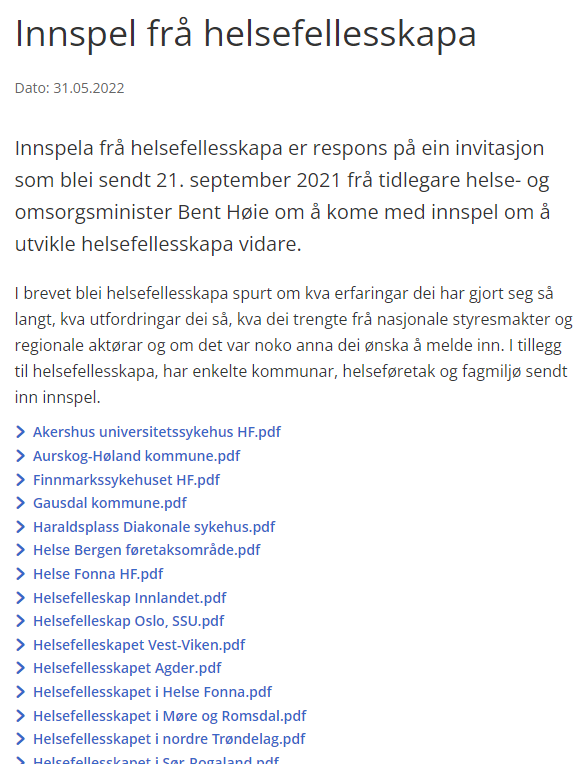 Innspel frå helsefellesskapa
Dato: 31.05.2022
Innspela frå helsefellesskapa er respons på ein invitasjon
som blei sendt 21. september 2021 frå tidlegare helse- og
omsorgsminister Bent Høie om å kome med innspel om å
utvikle helsefellesskapa vidare.
I brevet blei helsefellesskapa spurt om kva erfaringar dei har gjort seg så
langt, kva utfordringar dei så, kva dei trengte frå nasjonale styresmakter og
regionale aktørar og om det var noko anna dei ønska å melde inn. I tillegg
til helsefellesskapa, har enkelte kommunar, helseføretak og fagmiljø sendt
inn innspel.
Akershus universitetssykehus HF.pdf
Aurskog-Høland kommune.pdf
Finnmarkssykehuset HF.pdf
Gausdal kommune.pdf
Haraldsplass Diakonale sykehus.pdf
Helse Bergen føretaksområde.pdf
Helse Fonna HF.pdf
Helsefelleskap Innlandet.pdf
Helsefelleskap Oslo, SSU.pdf
Helsefelleskapet Vest-Viken.pdf
Helsefellesskapet Agder.pdf
Helsefellesskapet i Helse Fonna.pdf
Helsefellesskapet i Møre og Romsdal.pdf
Helsefellesskapet i nordre Trøndelag.pdf
Helsefellesskapet i Sør-Rogaland.pdf